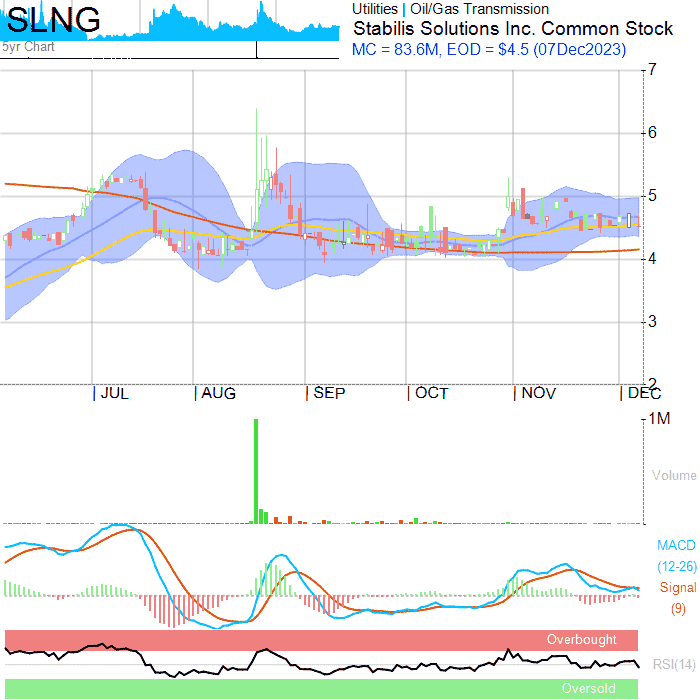 SLNG
5yr Chart
Utilities | Oil/Gas Transmission
Stabilis Solutions Inc. Common Stock
MC = 83.6M, EOD = $4.5 (07Dec2023)
7
6
5
4
3
2
JUL AUG SEP OCT NOV DEC
1M
Volume
MACD
(12-26)
Signal
(9)
Overbought
RSI(14)
Oversold